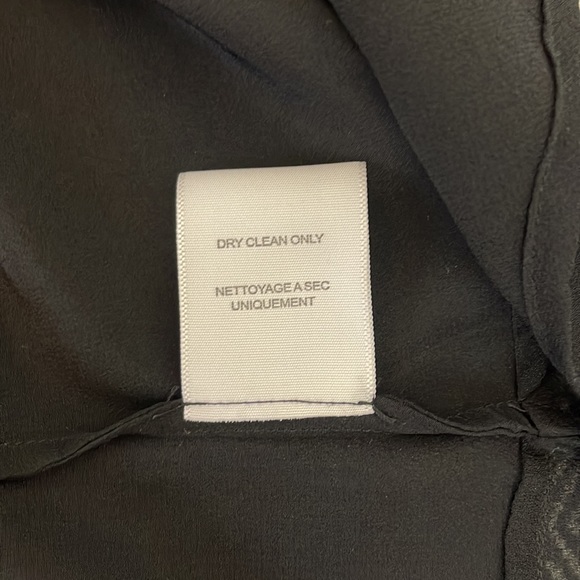 DRY CLEAN ONLY
NETTOYAGE A SEC
UNIQUEMENT